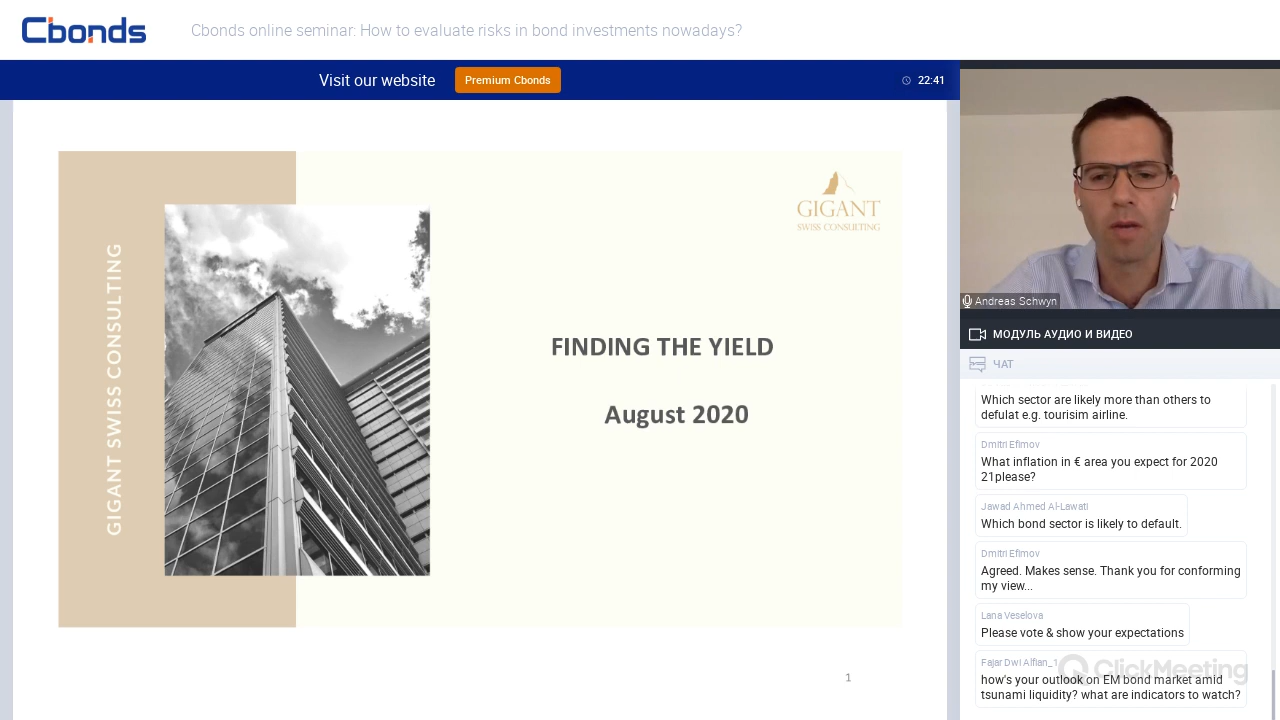 Cbonds
Cbonds online seminar: How to evaluate risks in bond investments nowadays?
Visit our website
Premium Cbonds
22:41
GIGANT SWISS CONSULTING
GIGANT
SWISS CONSULTING
FINDING THE YIELD
August 2020
1
Andreas Schwyn
МОДУЛЬ АУДИО И ВИДЕО
ЧАТ
Which sector are likely more than others to
defulat e.g. tourisim airline.
Dmitri Efimov
What inflation in € area you expect for 2020
21please?
Jawad Ahmed Al-Lawati
Which bond sector is likely to default.
Dmitri Efimov
Agreed. Makes sense. Thank you for conforming
my view...
Lana Veselova
Please vote & show your expectations
Fajar Dwi Alfian_1
how's your outlook on EM bond market amid
tsunami liquidity? what are indicators to watch?
ClickMeeting